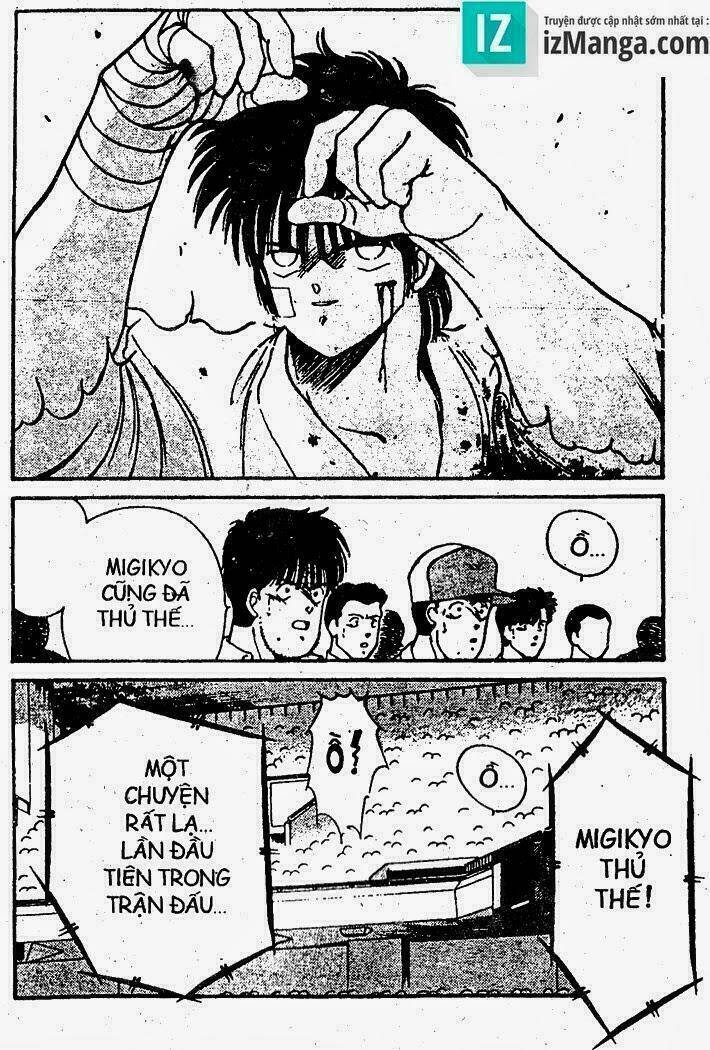 IZ
Truyện được cập nhật sớm nhất tại :
izManga.com
MIGIKYO
CŨNG ĐÃ
THỦ THẾ...
Ồ...
MỘT
CHUYỆN
RẤT LẠ...
LẦN ĐẦU
TIÊN TRONG
TRẬN ĐẤU...
Ồ!
Ồ...
MIGIKYO
THỦ
THẾ!